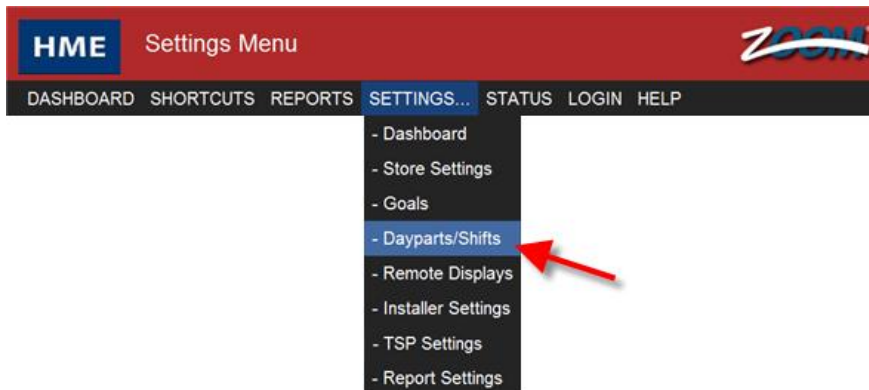 HME Settings Menu ZOOM
DASHBOARD SHORTCUTS REPORTS SETTINGS... STATUS LOGIN HELP
- Dashboard
- Store Settings
- Goals
- Dayparts/Shifts
- Remote Displays
- Installer Settings
- TSP Settings
- Report Settings